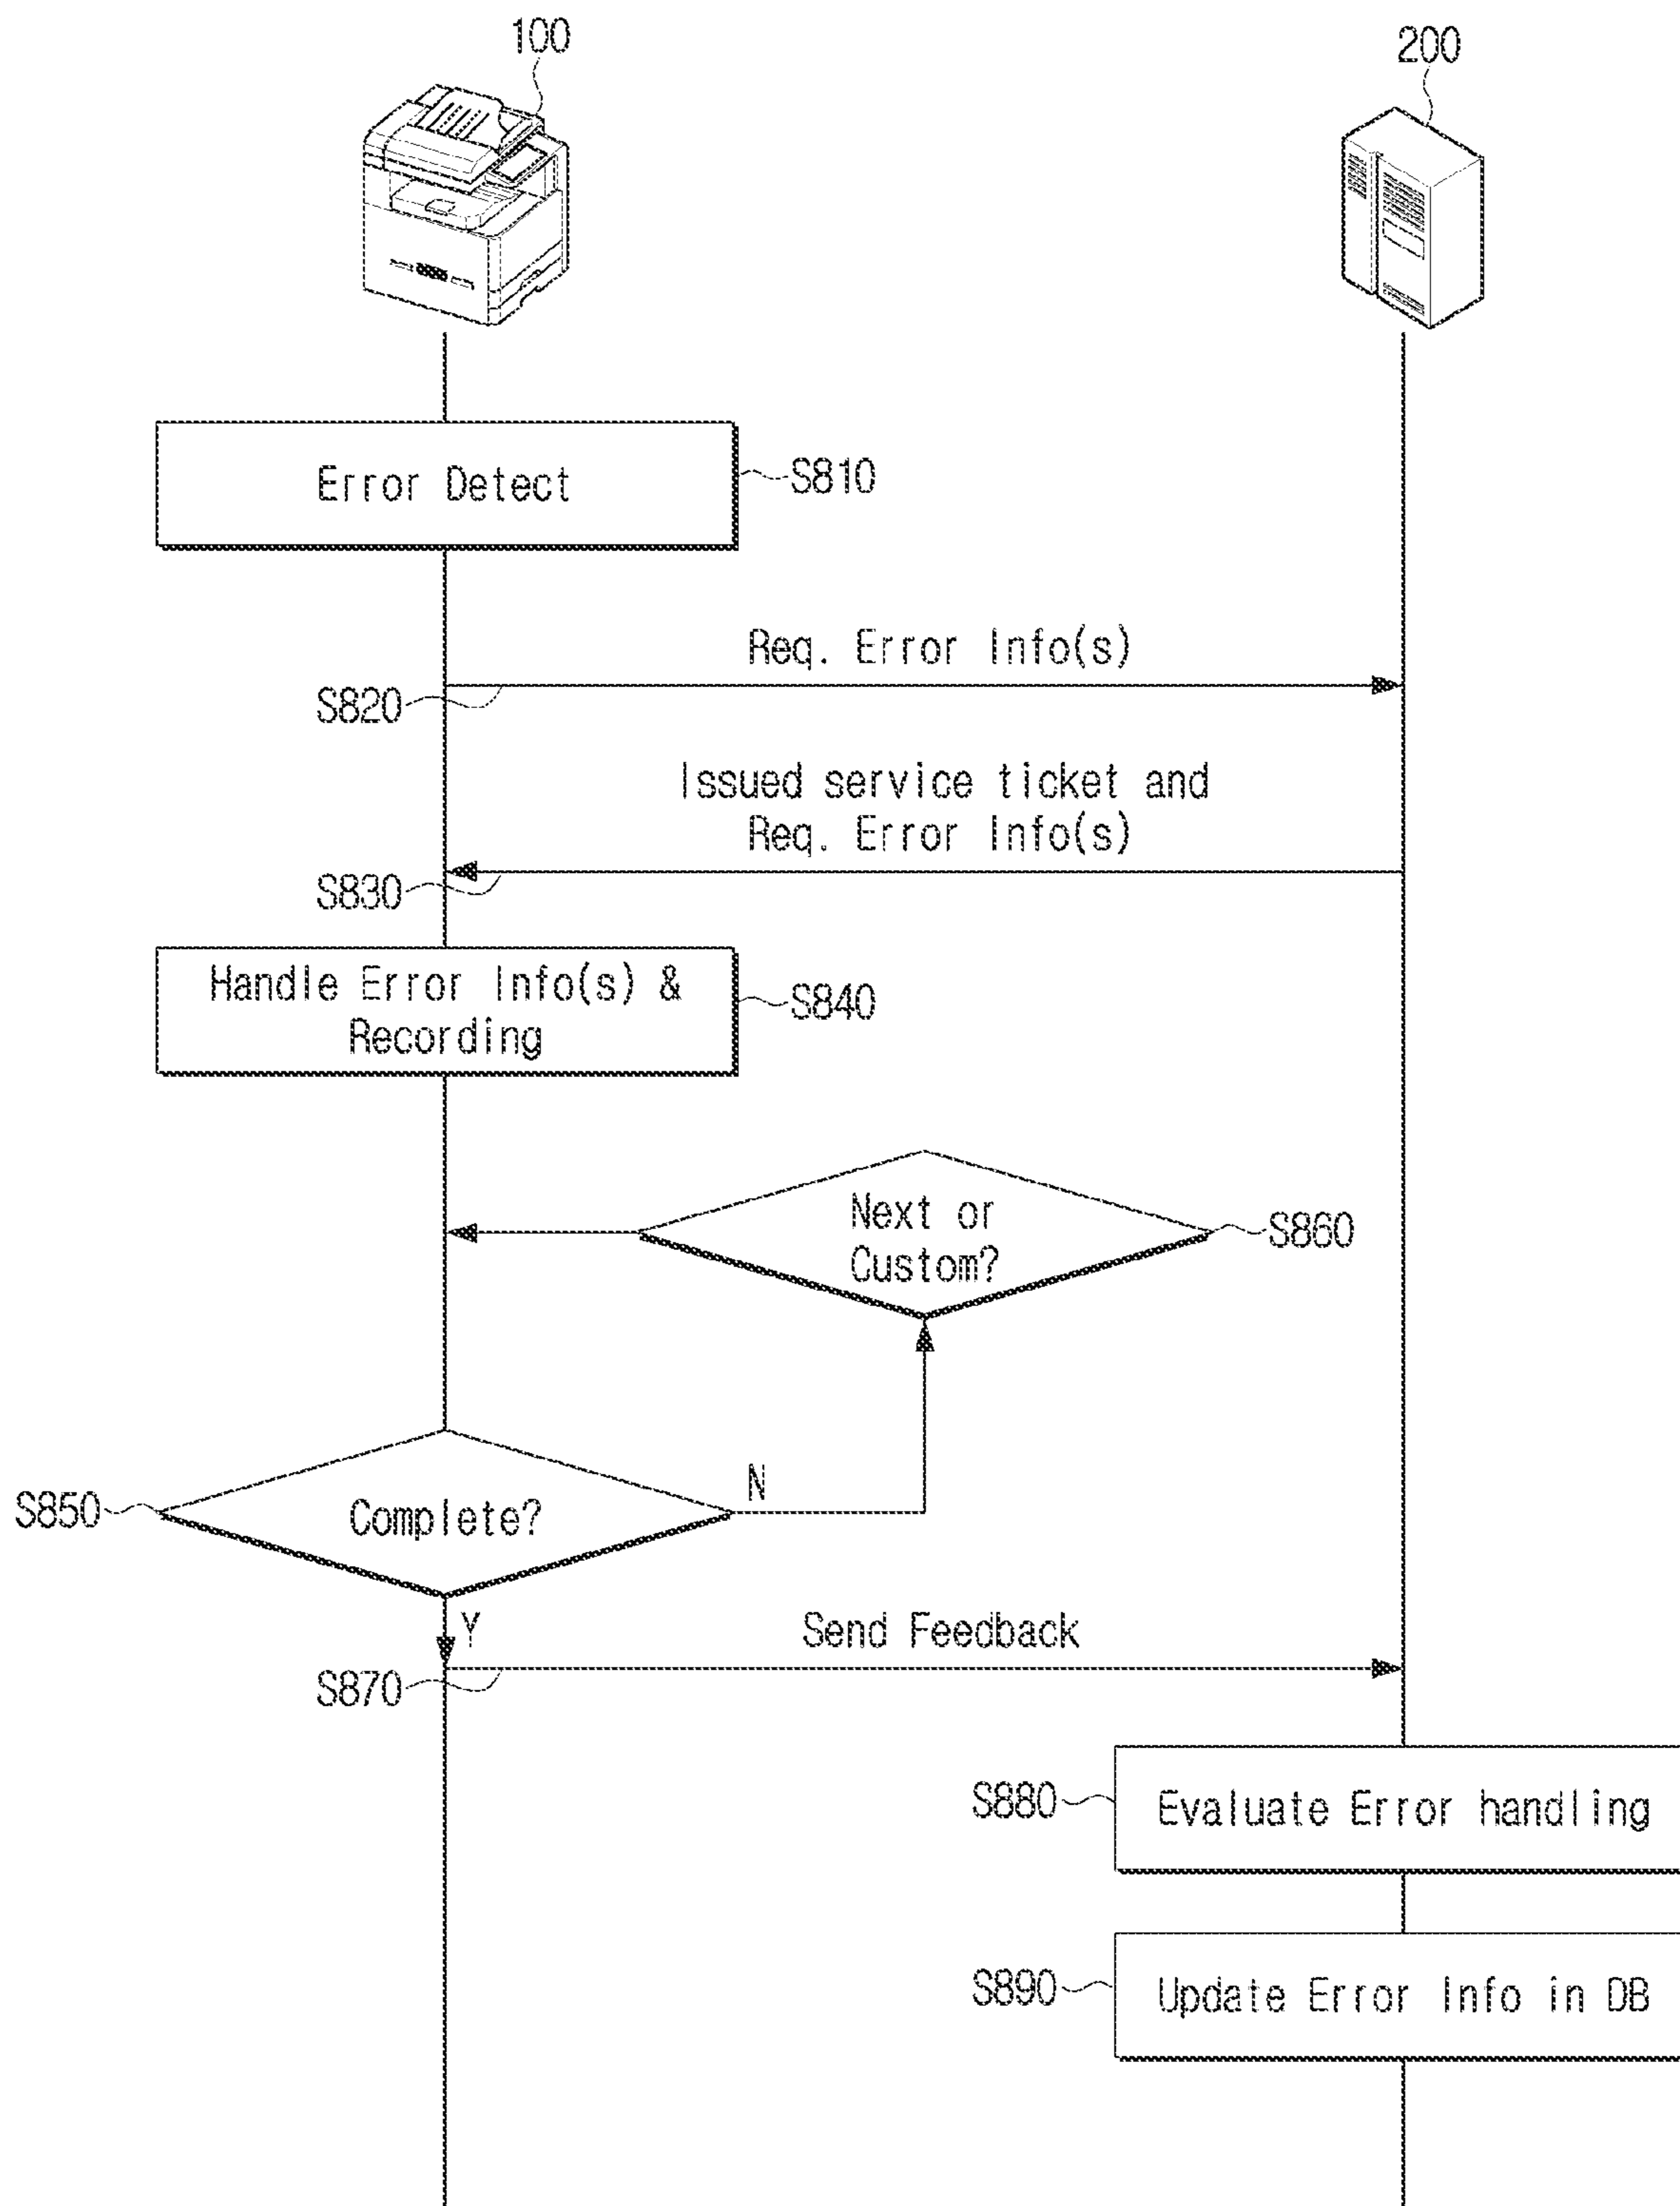 100
200
Error Detect
S810
Req. Error Info(s)
S820
Issued service ticket and
Req. Error Info(s)
S830
Handle Error Info(s) &
Recording
S840
Next or
Custom?
S860
S850
Complete?
N
Y
Send Feedback
S870
S880
Evaluate Error handling
S890
Update Error Info in DB